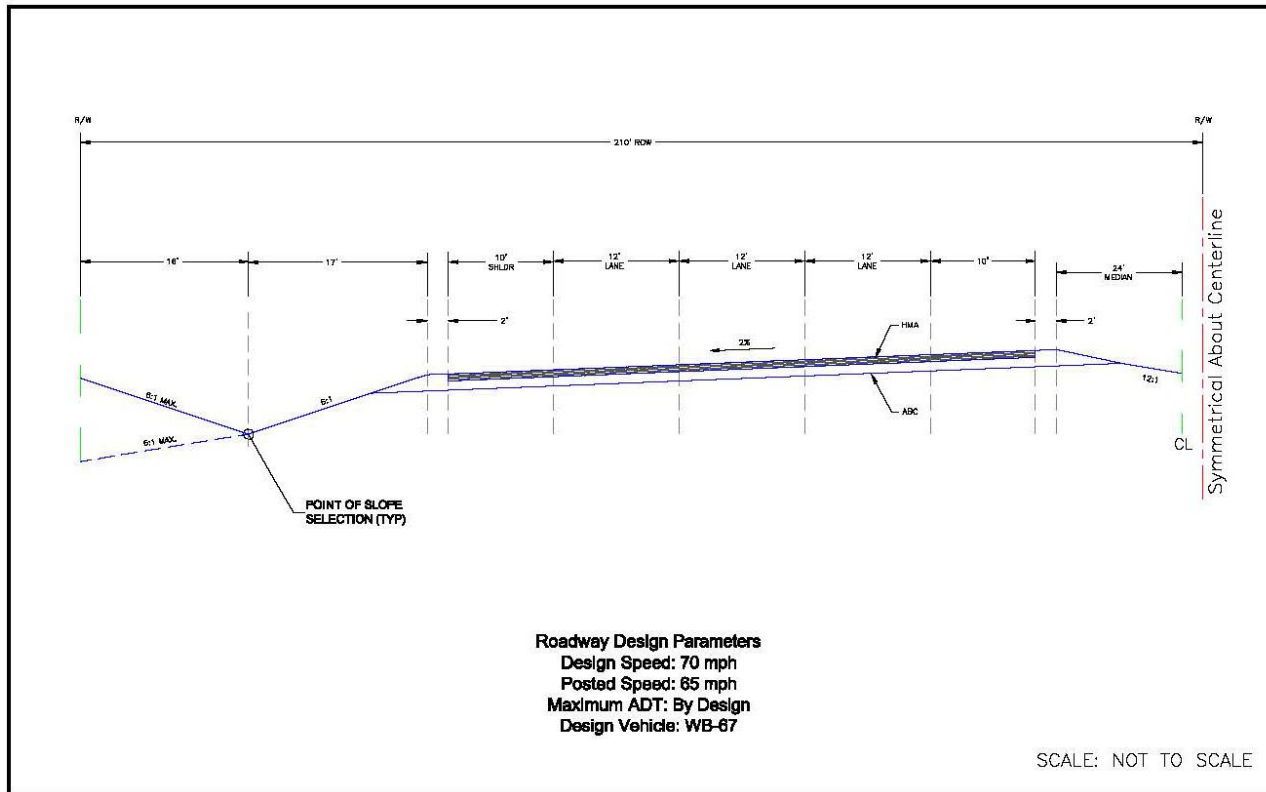 R/W
R/W
210' ROW
16'
17'
10'
SHLDR
12'
LANE
12'
LANE
12'
LANE
10'
24'
MEDIAN
2'
2'
2%
HMA
ABC
6:1 MAX.
6:1
6:1 MAX.
12:1
CL
Symmetrical About Centerline
POINT OF SLOPE
SELECTION (TYP)
Roadway Design Parameters
Design Speed: 70 mph
Posted Speed: 65 mph
Maximum ADT: By Design
Design Vehicle: WB-67
SCALE: NOT TO SCALE